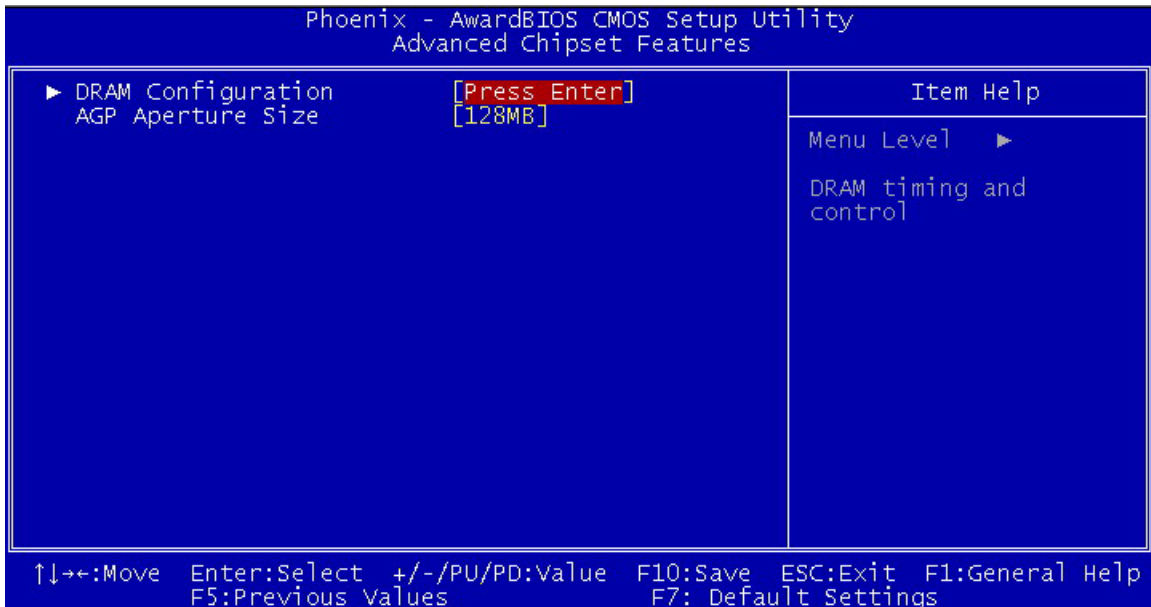 Phoenix - AwardBIOS CMOS Setup Utility
Advanced Chipset Features
► DRAM Configuration [Press Enter]
AGP Aperture Size [128MB]
Item Help
Menu Level ►
DRAM timing and
control
↑↓→←:Move Enter:Select +/-/PU/PD:Value F10:Save ESC:Exit F1:General Help
F5:Previous Values F7: Default Settings